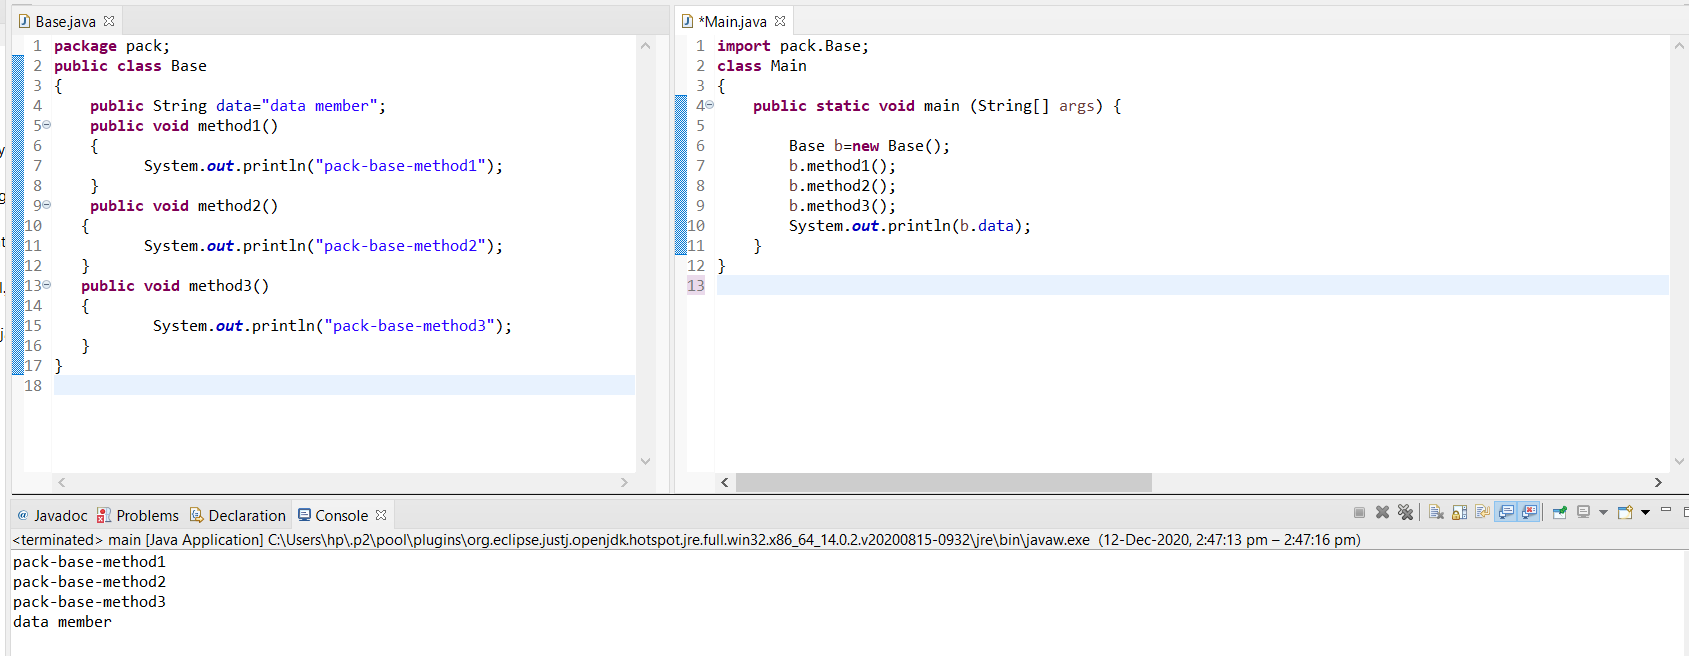 Base.java
1 package pack;
2 public class Base
3 {
4     public String data="data member";
5     public void method1()
6     {
7           System.out.println("pack-base-method1");
8     }
9     public void method2()
10    {
11          System.out.println("pack-base-method2");
12    }
13    public void method3()
14    {
15           System.out.println("pack-base-method3");
16    }
17 }
18
*Main.java
1 import pack.Base;
2 class Main
3 {
4     public static void main (String[] args) {
5
6         Base b=new Base();
7         b.method1();
8         b.method2();
9         b.method3();
10        System.out.println(b.data);
11    }
12 }
13
@ Javadoc Problems Declaration Console
<terminated> main [Java Application] C:\Users\hp\.p2\pool\plugins\org.eclipse.justj.openjdk.hotspot.jre.full.win32.x86_64_14.0.2.v20200815-0932\jre\bin\javaw.exe (12-Dec-2020, 2:47:13 pm – 2:47:16 pm)
pack-base-method1
pack-base-method2
pack-base-method3
data member